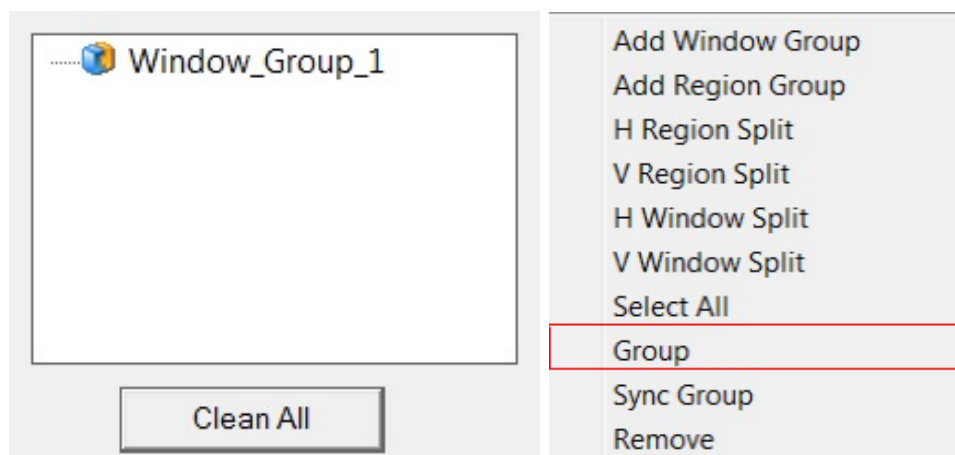 Window_Group_1
Clean All
Add Window Group
Add Region Group
H Region Split
V Region Split
H Window Split
V Window Split
Select All
Group
Sync Group
Remove